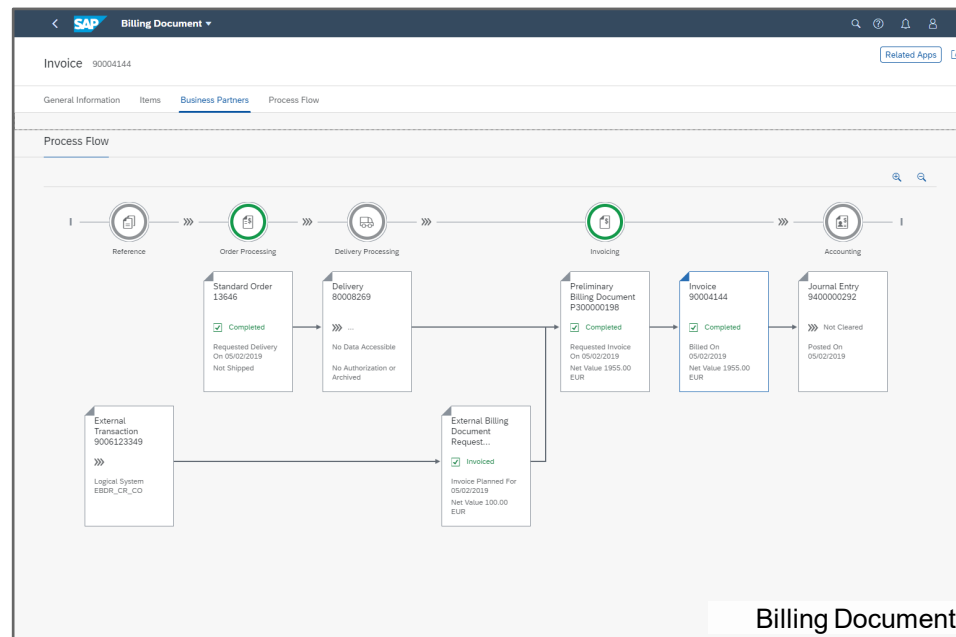 SAP Billing Document
Invoice 90004144
Related Apps
General Information Items Business Partners Process Flow
Process Flow
Reference
Order Processing
Delivery Processing
Invoicing
Accounting
Standard Order
13646
Completed
Requested Delivery
On 05/02/2019
Not Shipped
Delivery
80008269
...
No Data Accessible
No Authorization or
Archived
Preliminary
Billing Document
P300000198
Completed
Requested Invoice
On 05/02/2019
Net Value 1955.00
EUR
Invoice
90004144
Completed
Billed On
05/02/2019
Net Value 1955.00
EUR
Journal Entry
9400000292
Not Cleared
Posted On
05/02/2019
External
Transaction
9006123349
Logical System
EBDR_CR_CO
External Billing
Document
Request...
Invoiced
Invoice Planned For
05/02/2019
Net Value 100.00
EUR
Billing Document